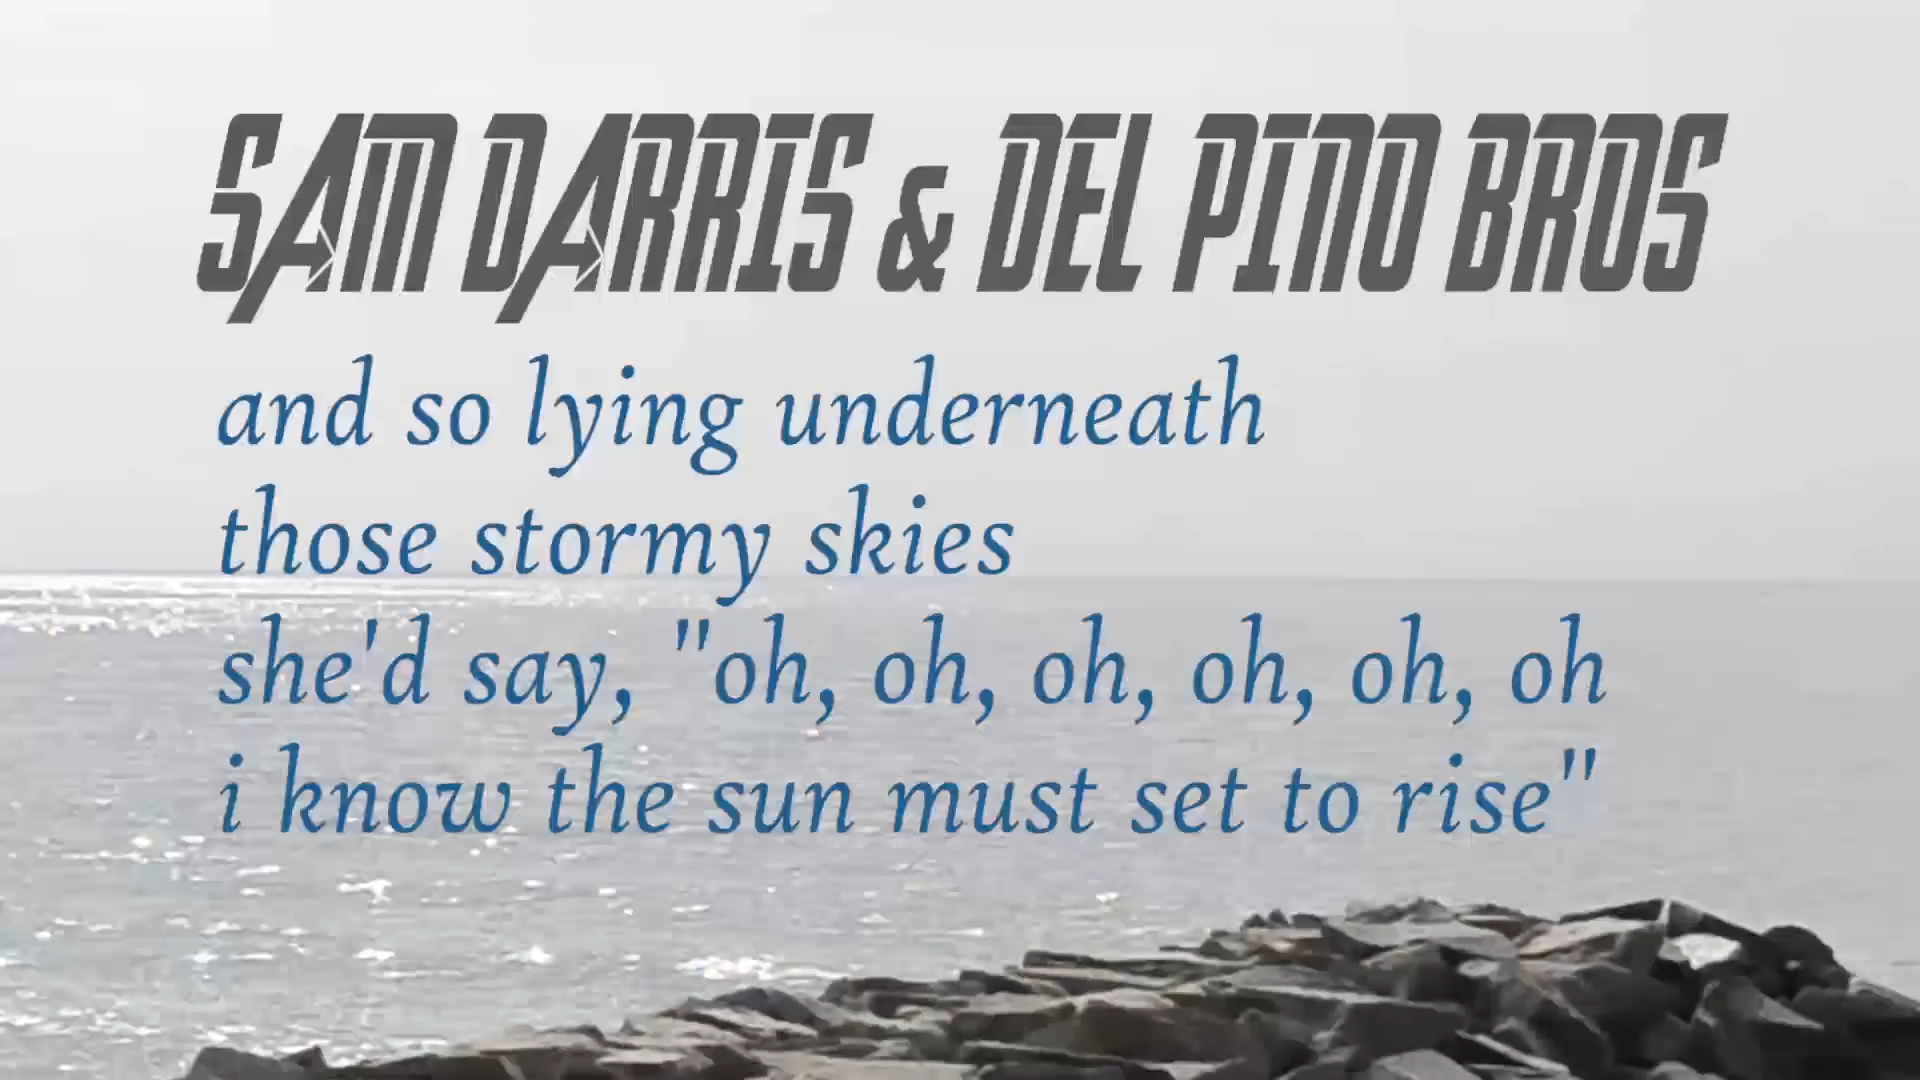 SAM DARRIS & DEL PINO BROS
and so lying underneath
those stormy skies
she'd say, "oh, oh, oh, oh, oh, oh
i know the sun must set to rise"